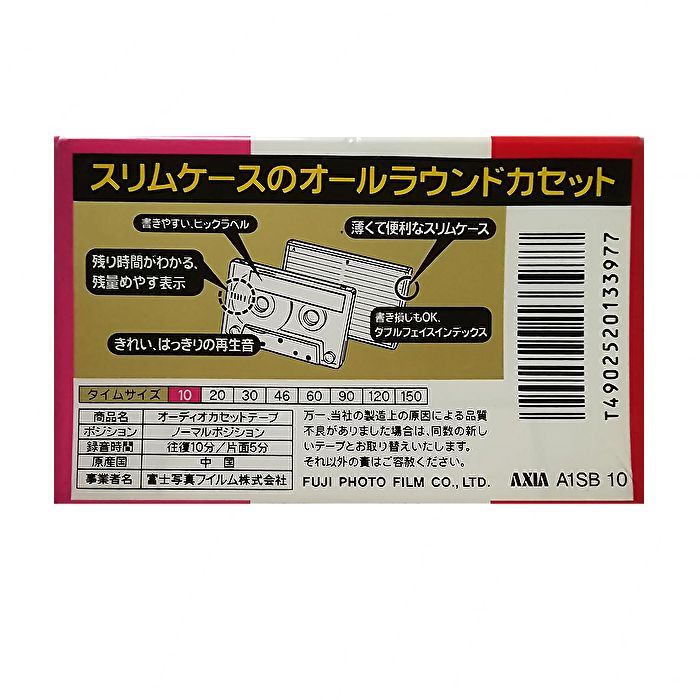 スリムケースのオールラウンドカセット
書きやすい、ビックラベル
薄くて便利なスリムケース
残り時間がわかる、
残量めやす表示
書き損じもOK、
ダブルフェイスインデックス
きれい、はっきりの再生音
T4902520133977
タイムサイズ 10 20 30 46 60 90 120 150
商品名 オーディオカセットテープ
ポジション ノーマルポジション
録音時間 往復10分/片面5分
原産国 中国
事業者名 富士写真フイルム株式会社
万一、当社の製造上の原因による品質
不良がありました場合は、同数の新し
いテープとお取り替えいたします。
それ以外の責はご容赦ください。
FUJI PHOTO FILM CO., LTD.
AXIA A1SB 10